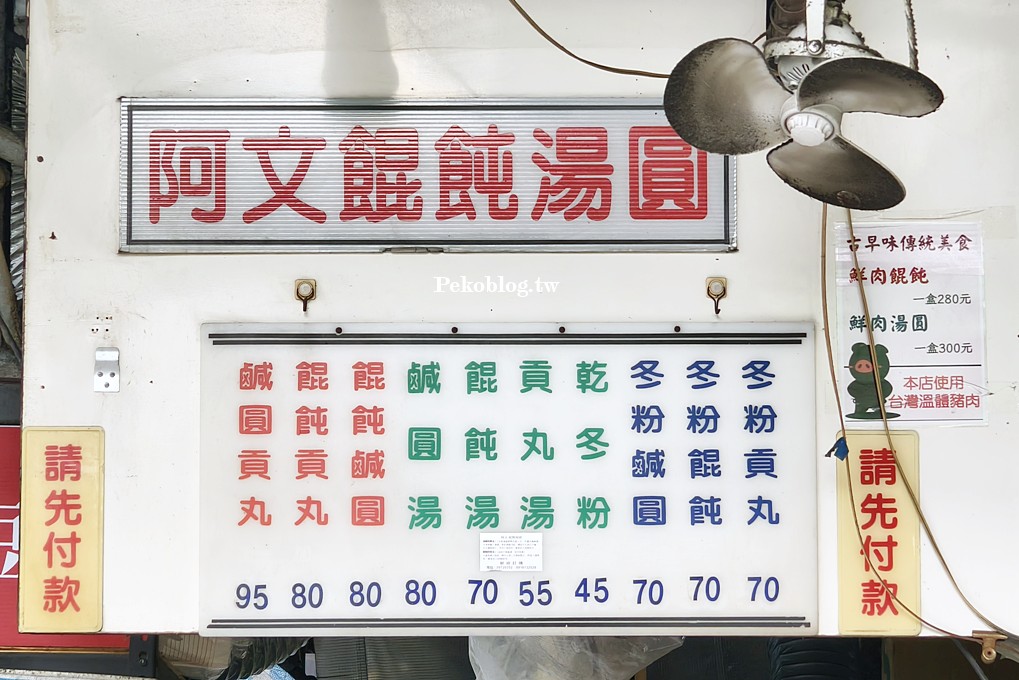 阿文餛飩湯圓
Pekoblog.tw
古早味傳統美食
鮮肉餛飩
一盒280元
鮮肉湯圓
一盒300元
本店使用
台灣溫體豬肉
冬粉貢丸
70
冬粉餛飩
70
冬粉鹹圓
70
乾冬粉
45
貢丸湯
55
餛飩湯
70
鹹圓湯
80
餛飩鹹圓
80
餛飩貢丸
80
鹹圓貢丸
95
請先付款
請先付款